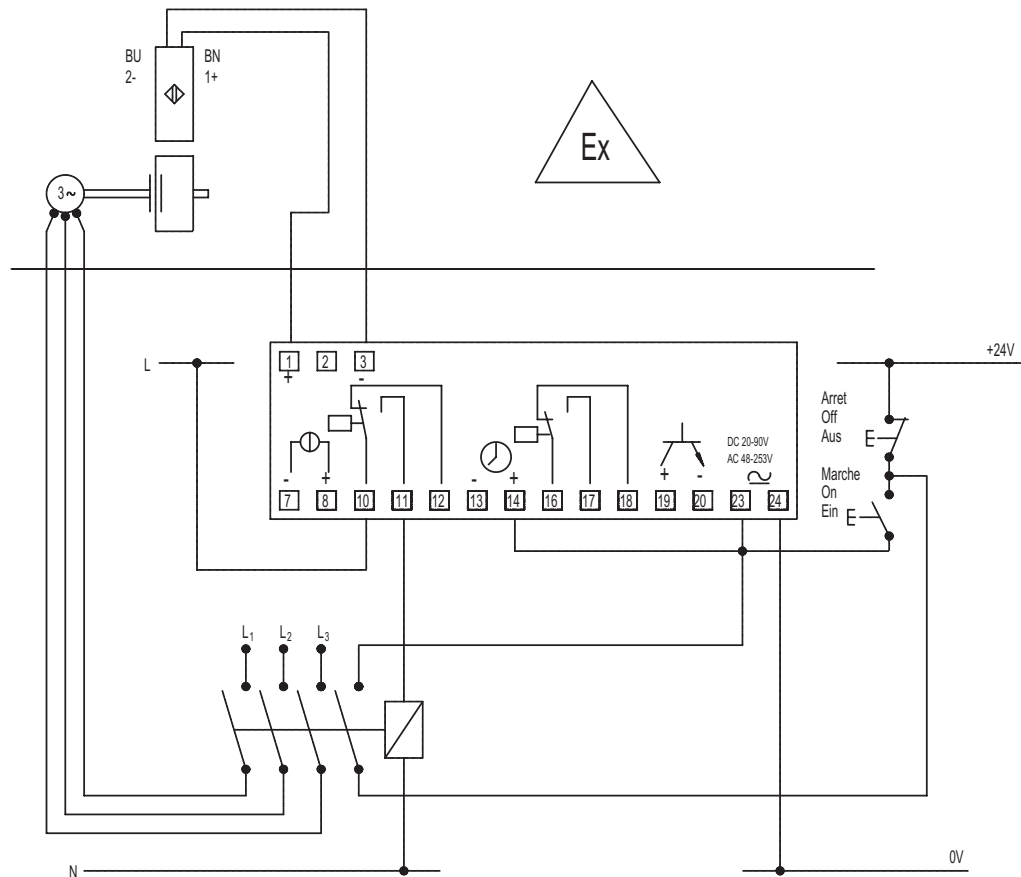 BU BN
2- 1+
Ex
3~
L
+24V
1 2 3
+ -
Arret
Off
Aus
Marche
On
Ein
DC 20-90V
AC 48-253V
- + - + + -
7 8 10 11 12 13 14 16 17 18 19 20 23 24
L1 L2 L3
N
0V